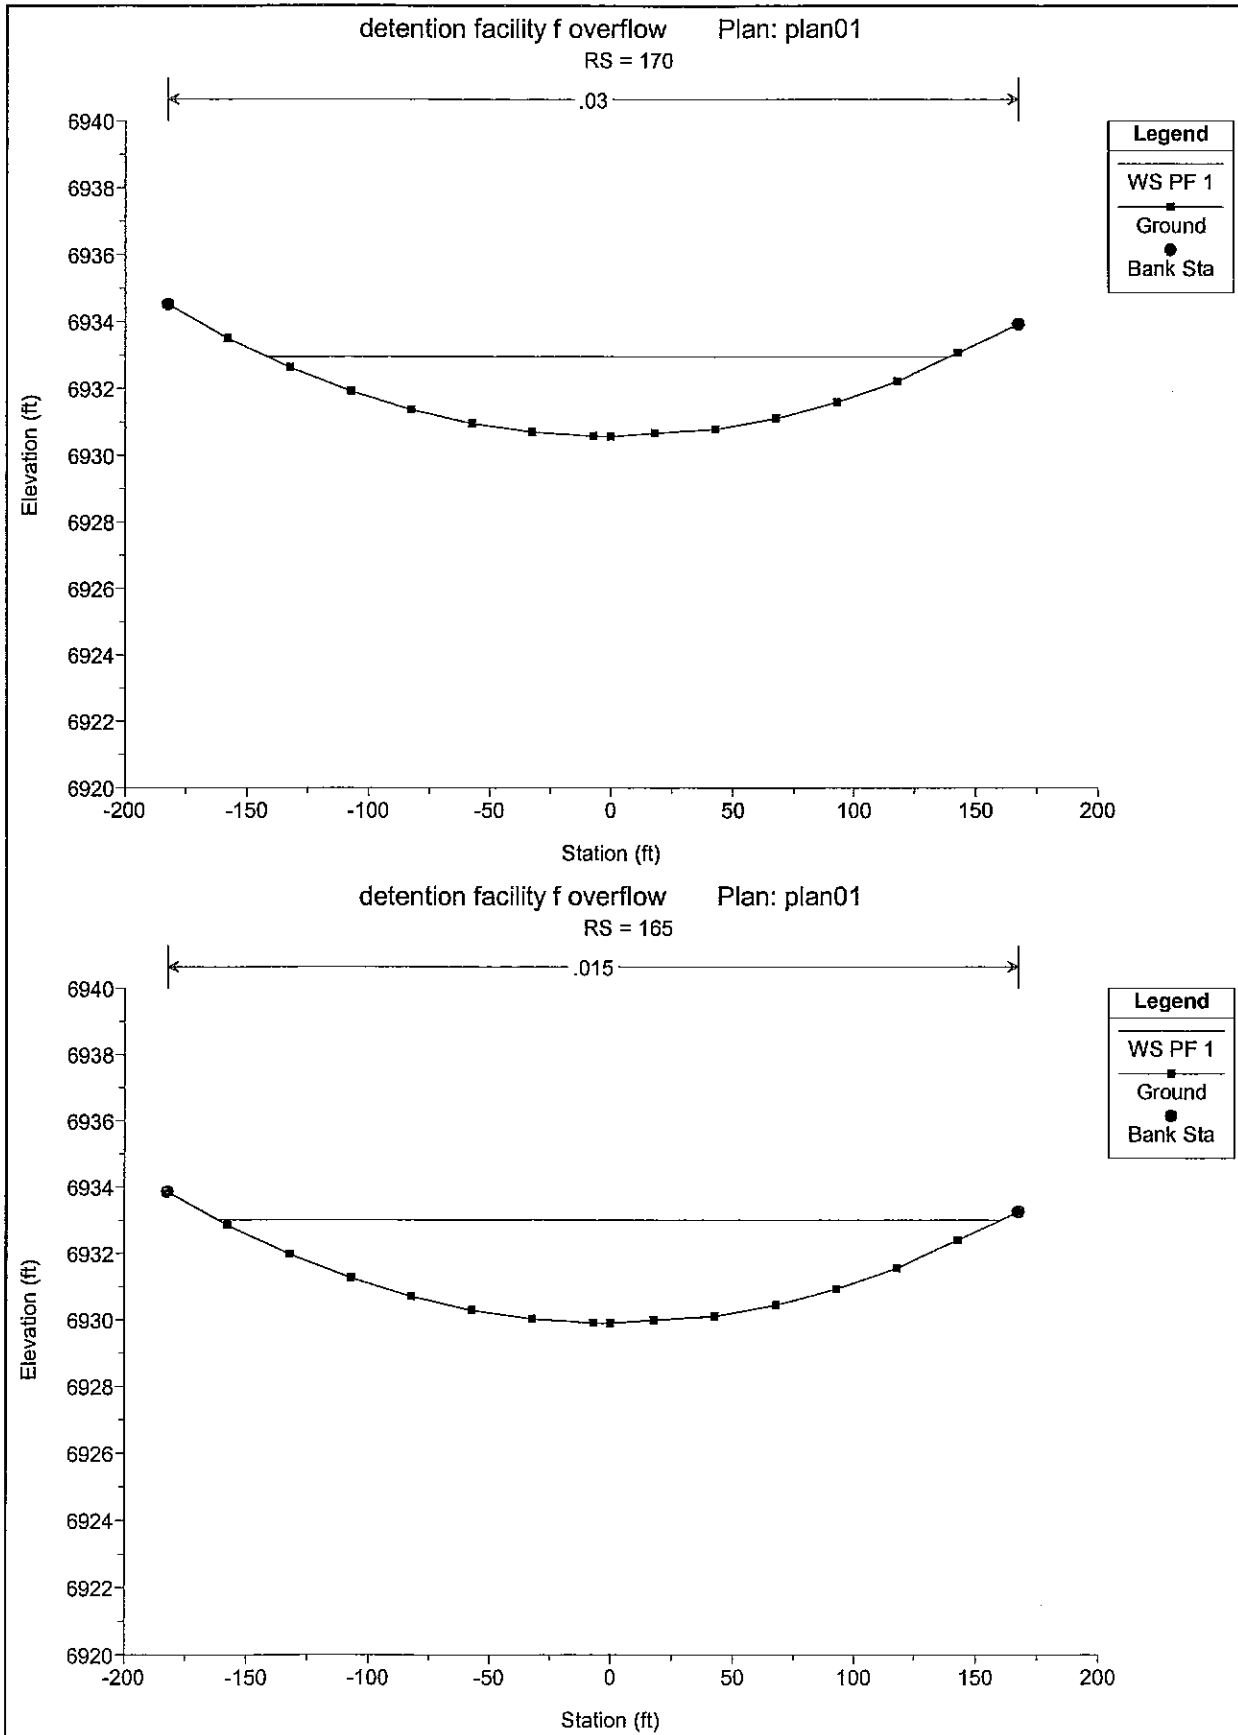 detention facility f overflow Plan: plan01
RS = 170
.03
Legend
WS PF 1
Ground
Bank Sta
6940
6938
6936
6934
6932
6930
6928
6926
6924
6922
6920
Elevation (ft)
-200 -150 -100 -50 0 50 100 150 200
Station (ft)
detention facility f overflow Plan: plan01
RS = 165
.015
Legend
WS PF 1
Ground
Bank Sta
6940
6938
6936
6934
6932
6930
6928
6926
6924
6922
6920
Elevation (ft)
-200 -150 -100 -50 0 50 100 150 200
Station (ft)